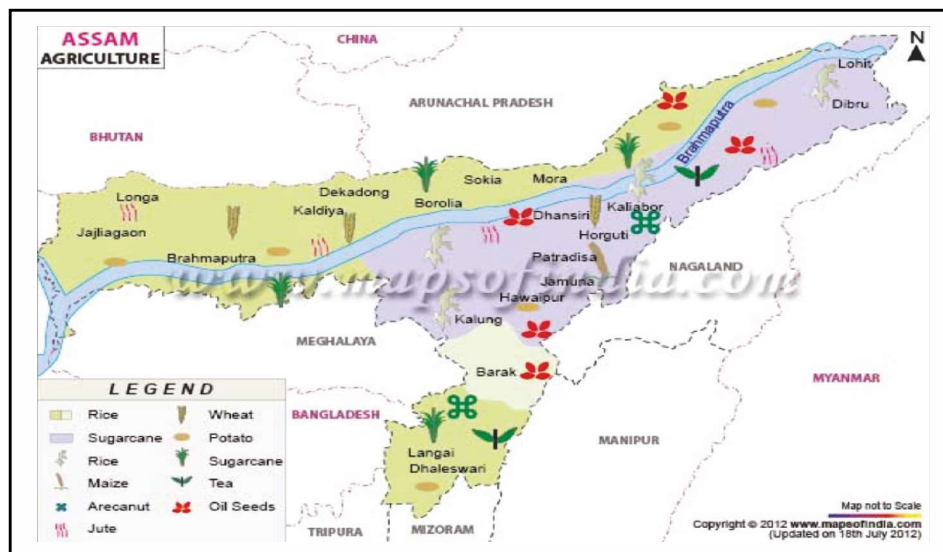 ASSAM
AGRICULTURE
CHINA
N
ARUNACHAL PRADESH
BHUTAN
Lohit
Dibru
Brahmaputra
Longa
Dekadong
Sokia
Mora
Jajliagaon
Kaldiya
Borolia
Dhansiri
Kaliabor
Horguti
Brahmaputra
Patradisa
Jamuna
NAGALAND
www.mapsofindia.com
Hawaipur
Kalung
MEGHALAYA
Barak
MYANMAR
LEGEND
Rice
Wheat
Sugarcane
Potato
Rice
Sugarcane
Maize
Tea
Arecanut
Oil Seeds
Jute
BANGLADESH
MANIPUR
Langai
Dhaleswari
TRIPURA
MIZORAM
Map not to Scale
Copyright © 2012 www.mapsofindia.com
(Updated on 18th July 2012)